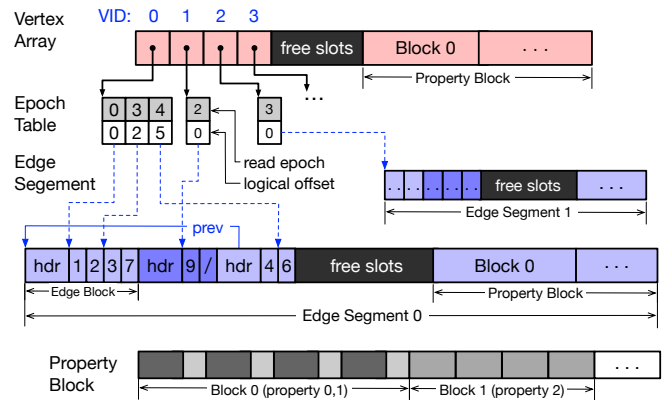 Vertex Array
VID: 0 1 2 3
free slots
Block 0
. . .
Property Block
...
Epoch Table
0 3 4
0 2 5
2
0
3
0
read epoch
logical offset
Edge Segement
. . . . . . . . . .
free slots
. . .
Edge Segment 1
prev
hdr 1 2 3 7 hdr 9 / hdr 4 6
free slots
Block 0
. . .
Edge Block
Property Block
Edge Segment 0
Property Block
. . .
Block 0 (property 0,1)
Block 1 (property 2)